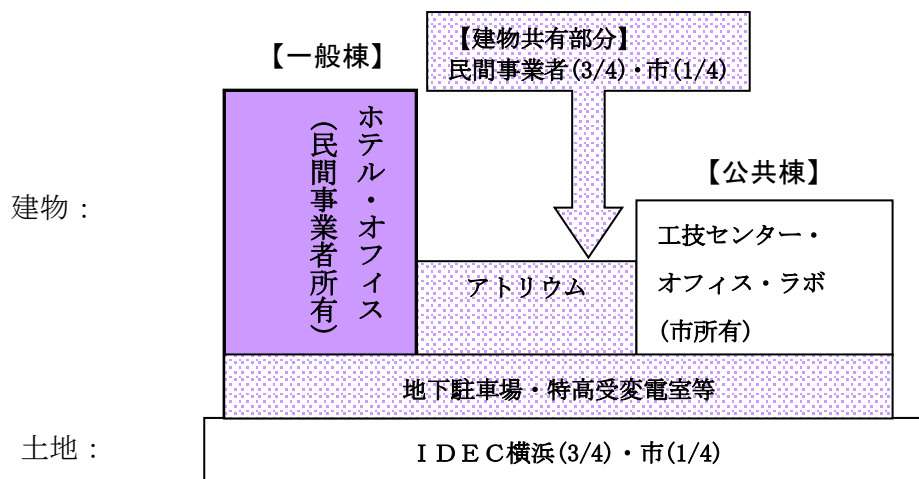 【建物共有部分】
民間事業者(3/4)・市(1/4)
【一般棟】
ホテル・オフィス
(民間事業者所有)
【公共棟】
建物：
工技センター・
オフィス・ラボ
(市所有)
アトリウム
地下駐車場・特高受変電室等
土地：
ＩＤＥＣ横浜(3/4)・市(1/4)